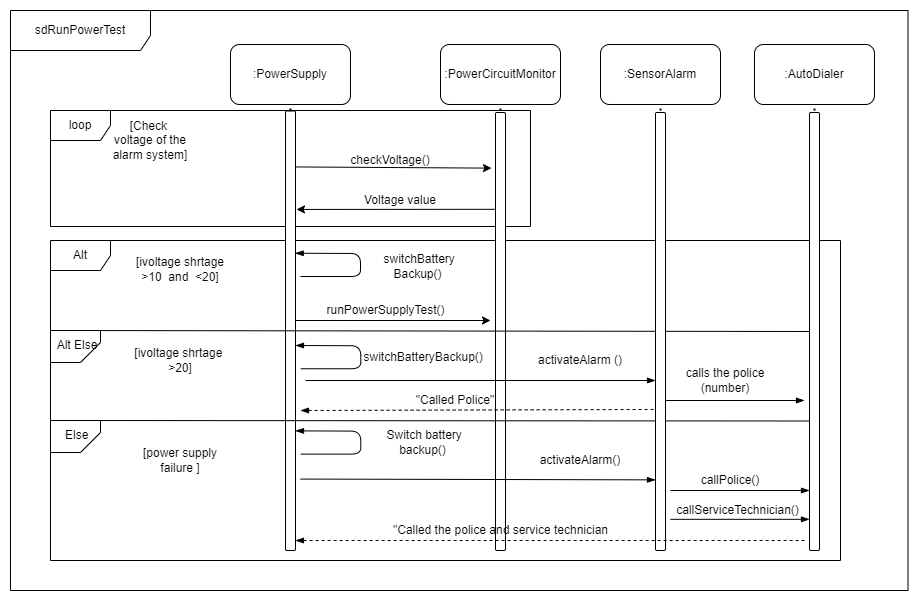 sdRunPowerTest
:PowerSupply
:PowerCircuitMonitor
:SensorAlarm
:AutoDialer
loop
[Check
voltage of the
alarm system]
checkVoltage()
Voltage value
Alt
[ivoltage shrtage
>10 and <20]
switchBattery
Backup()
runPowerSupplyTest()
Alt Else
[ivoltage shrtage
>20]
switchBatteryBackup()
activateAlarm ()
calls the police
(number)
"Called Police"
Else
[power supply
failure ]
Switch battery
backup()
activateAlarm()
callPolice()
callServiceTechnician()
"Called the police and service technician